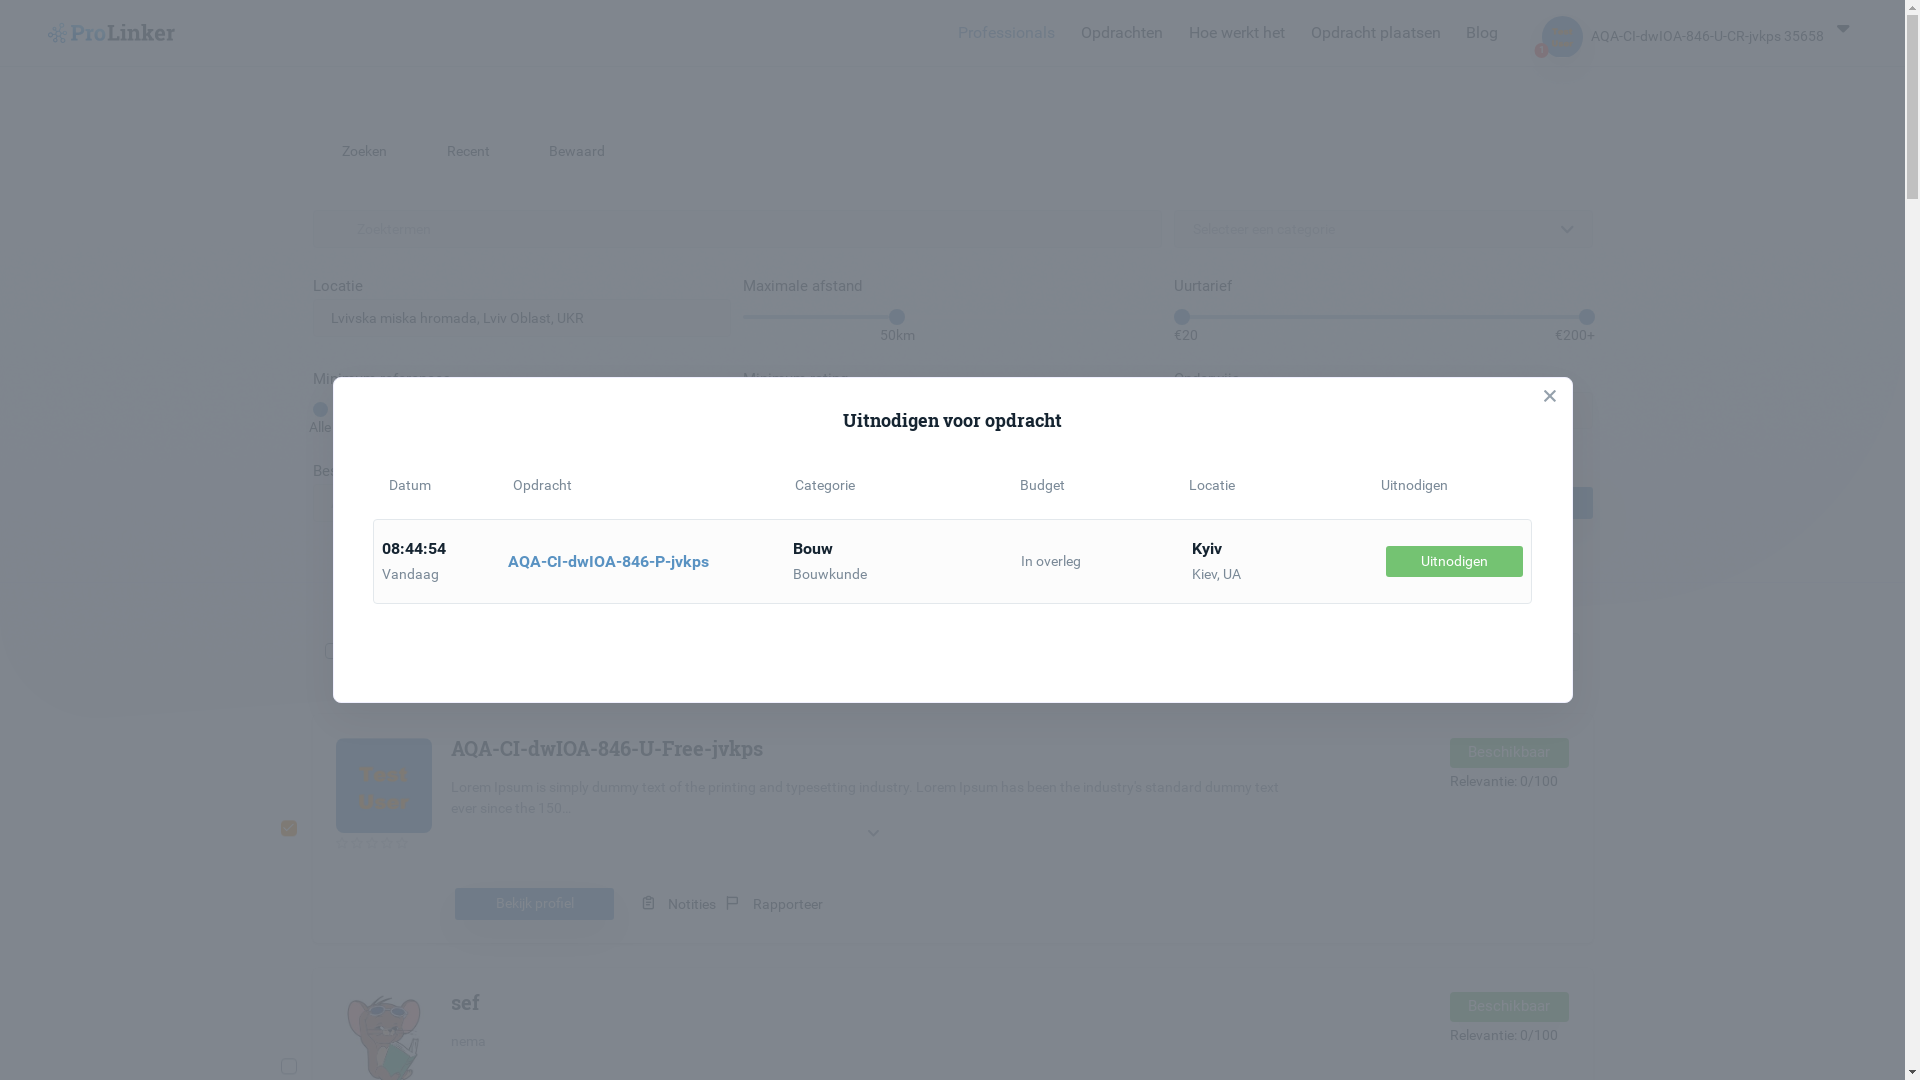 ProLinker
Professionals Opdrachten Hoe werkt het Opdracht plaatsen Blog AQA-CI-dwIOA-846-U-CR-jvkps 35658
Zoeken Recent Bewaard
Zoektermen Selecteer een categorie
Locatie Maximale afstand Uurtarief
Lvivska miska hromada, Lviv Oblast, UKR
50km €20 €200+
Alle
Uitnodigen voor opdracht
Datum Opdracht Categorie Budget Locatie Uitnodigen
08:44:54 Bouw Kyiv
AQA-CI-dwIOA-846-P-jvkps In overleg Uitnodigen
Vandaag Bouwkunde Kiev, UA
AQA-CI-dwIOA-846-U-Free-jvkps Beschikbaar
Relevantie: 0/100
Lorem Ipsum is simply dummy text of the printing and typesetting industry. Lorem Ipsum has been the industry's standard dummy text
ever since the 150...
Test
User
Bekijk profiel Notities Rapporteer
sef Beschikbaar
Relevantie: 0/100
nema